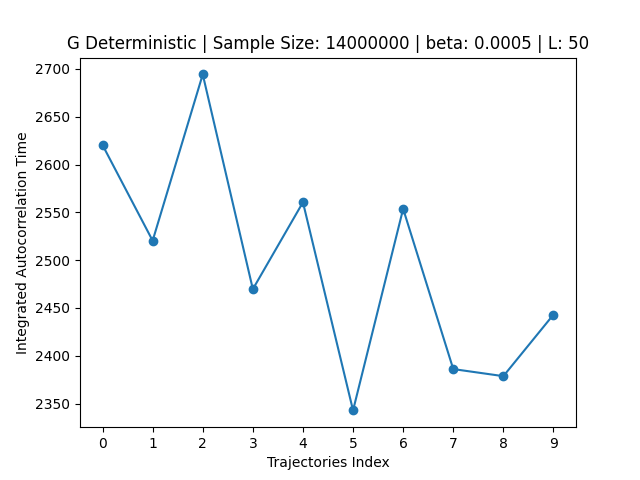 G Deterministic | Sample Size: 14000000 | beta: 0.0005 | L: 50
Integrated Autocorrelation Time
2700
2650
2600
2550
2500
2450
2400
2350
0 1 2 3 4 5 6 7 8 9
Trajectories Index